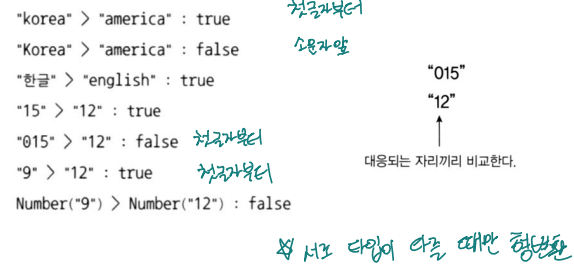 "korea" > "america" : true 첫글자부터
"Korea" > "america" : false 소문자만
"한글" > "english" : true
"15" > "12" : true
"015" > "12" : false 첫글자부터
"9" > "12" : true 첫글자부터
Number("9") > Number("12") : false
"015"
"12"
대응되는 자리끼리 비교한다.
☆ 서로 타입이 다를 때만 형변환